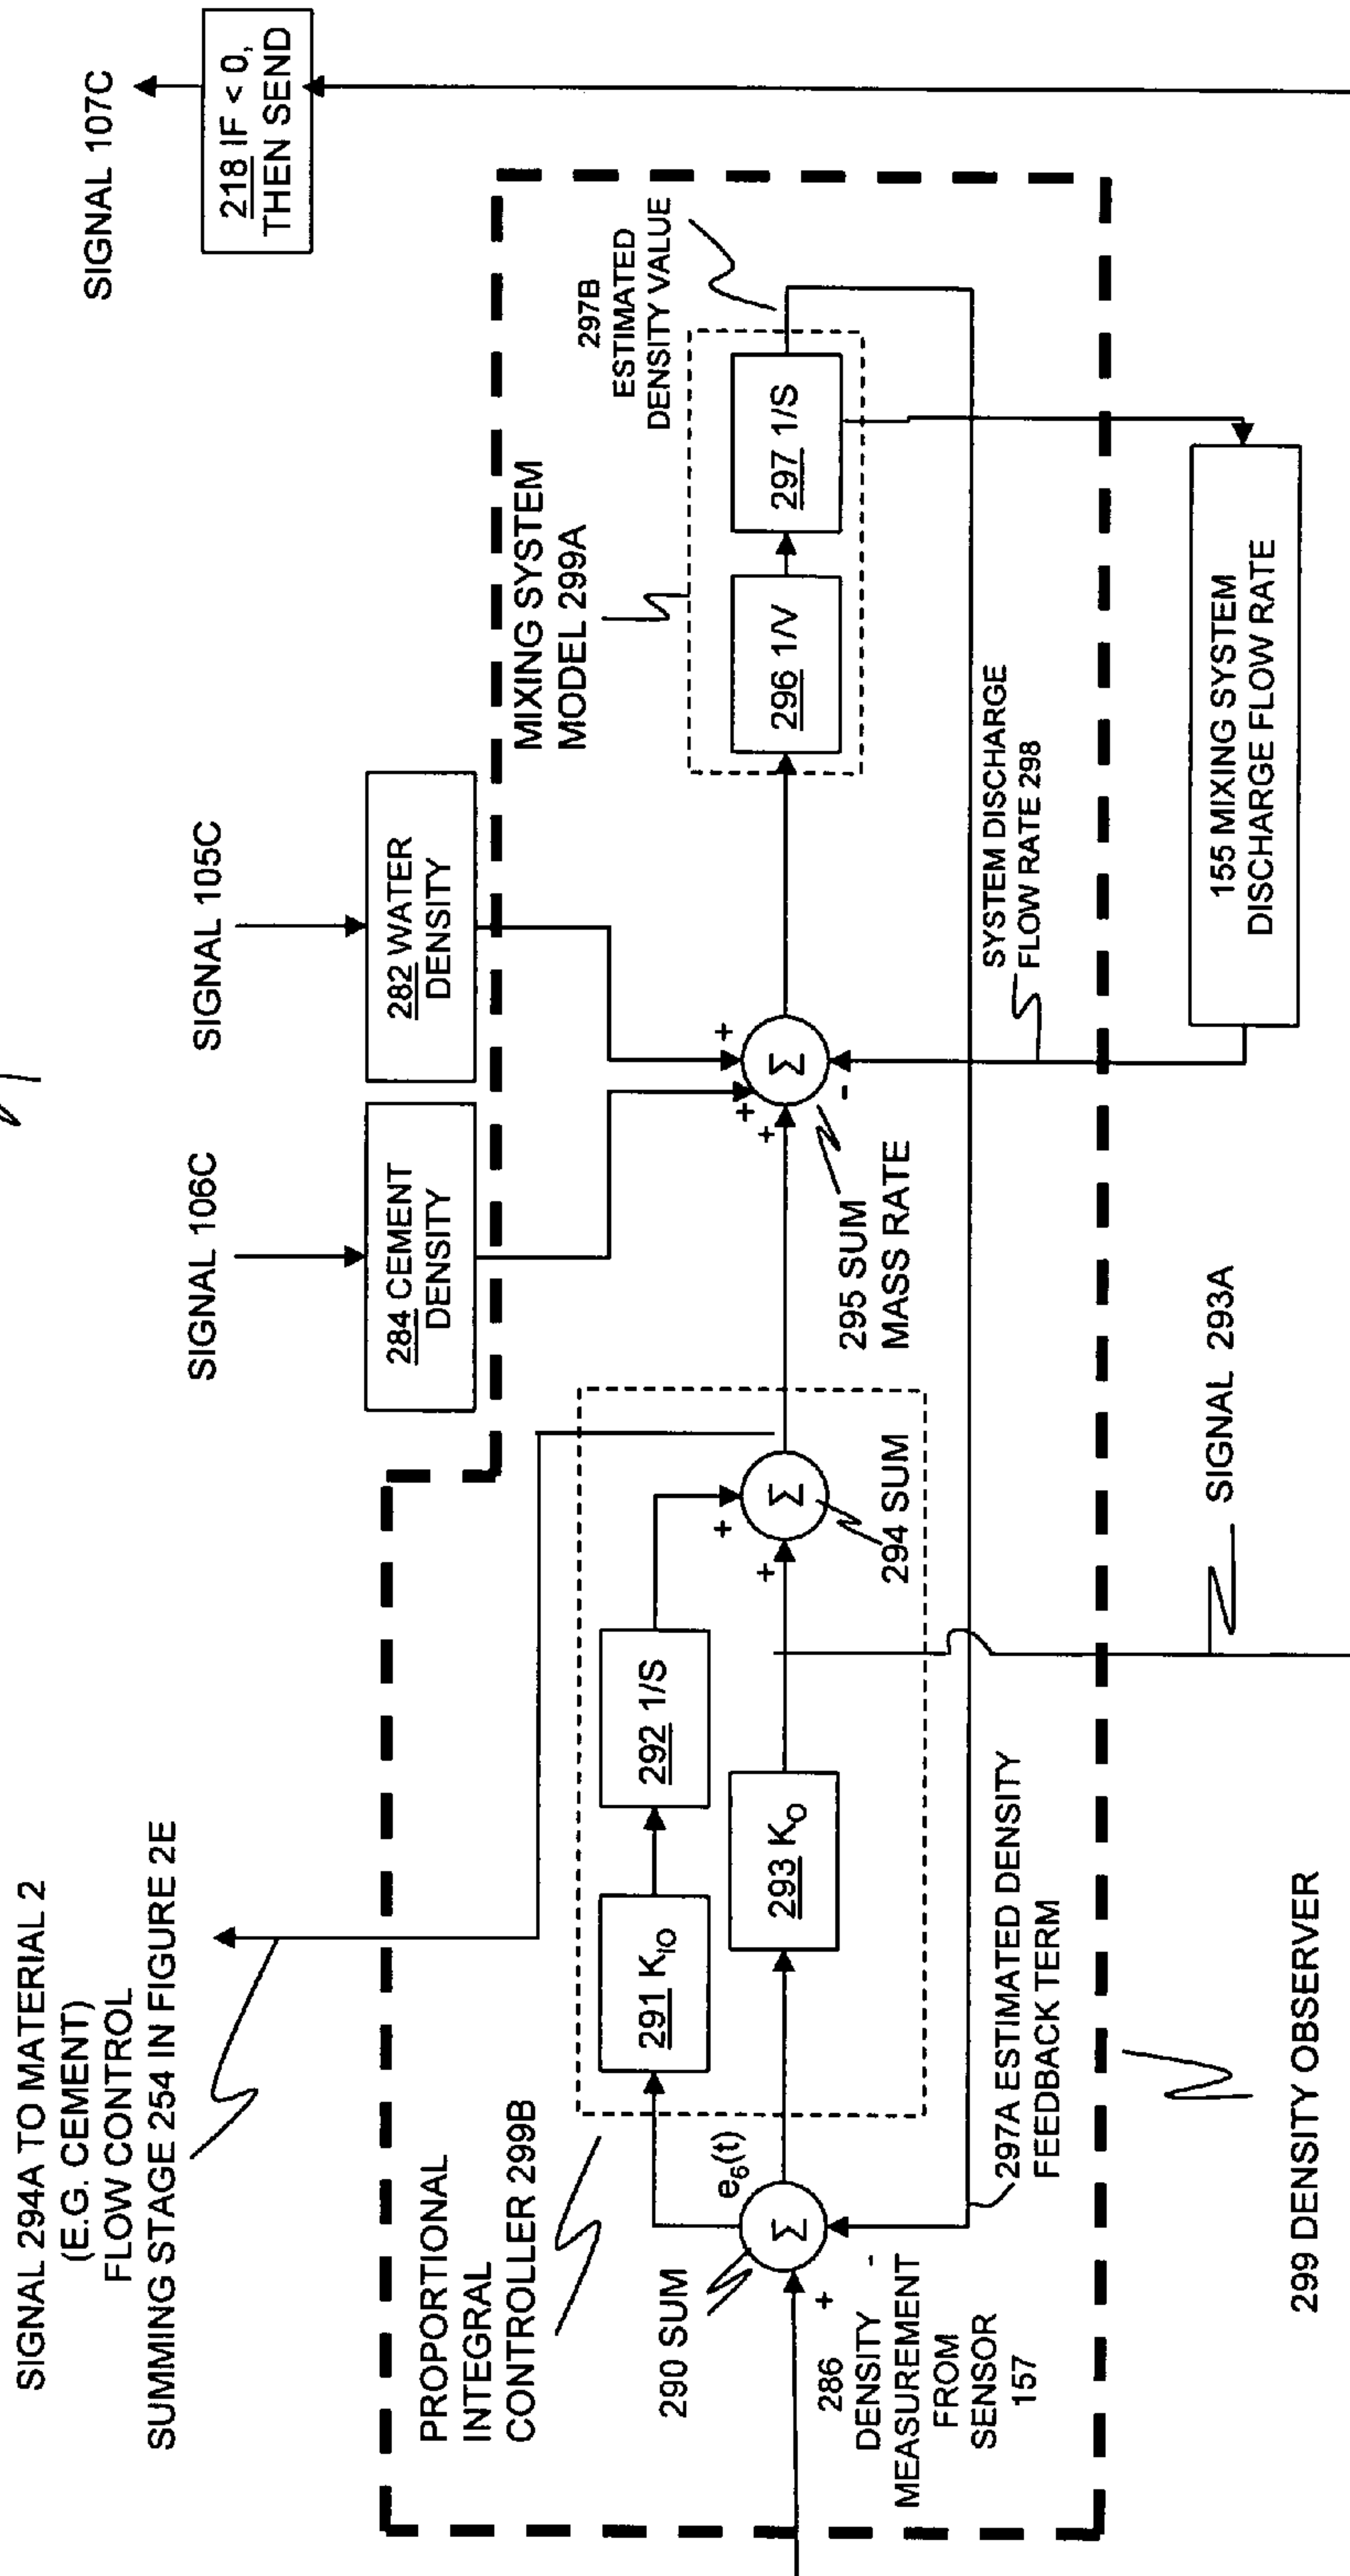 SIGNAL 294A TO MATERIAL 2
(E.G. CEMENT)
FLOW CONTROL
SUMMING STAGE 254 IN FIGURE 2E
SIGNAL 106C
SIGNAL 105C
SIGNAL 107C
284 CEMENT
DENSITY
282 WATER
DENSITY
218 IF < 0,
THEN SEND
PROPORTIONAL
INTEGRAL
CONTROLLER 299B
MIXING SYSTEM
MODEL 299A
297B
ESTIMATED
DENSITY VALUE
291 KIO
292 1/S
290 SUM
e6(t)
Σ
+
-
293 KO
Σ
+
+
294 SUM
Σ
+
+
+
-
295 SUM
MASS RATE
296 1/V
297 1/S
286
DENSITY
MEASUREMENT
FROM
SENSOR
157
297A ESTIMATED DENSITY
FEEDBACK TERM
SYSTEM DISCHARGE
FLOW RATE 298
SIGNAL 293A
155 MIXING SYSTEM
DISCHARGE FLOW RATE
299 DENSITY OBSERVER